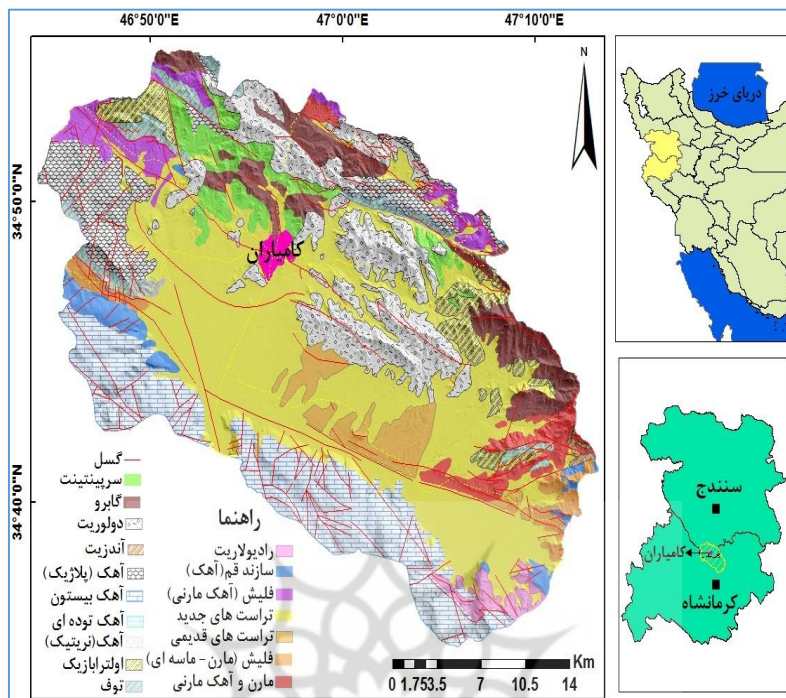 46°50'0"E
47°0'0"E
47°10'0"E
34°50'0"N
34°40'0"N
N
کامیاران
گسل
سرپینتینت
گابرو
دولوریت
آندزیت
آهک (پلاژیک)
آهک بیستون
آهک توده ای
آهک(نریتیک)
اولترابازیک
توف
راهنما
رادیولاریت
سازند قم(آهک)
فلیش (آهک مارنی)
تراست های جدید
تراست های قدیمی
فلیش (مارن- ماسه ای)
مارن و آهک مارنی
0 1.75 3.5 7 10.5 14 Km
دریای خرز
سنندج
کامیاران
کرمانشاه